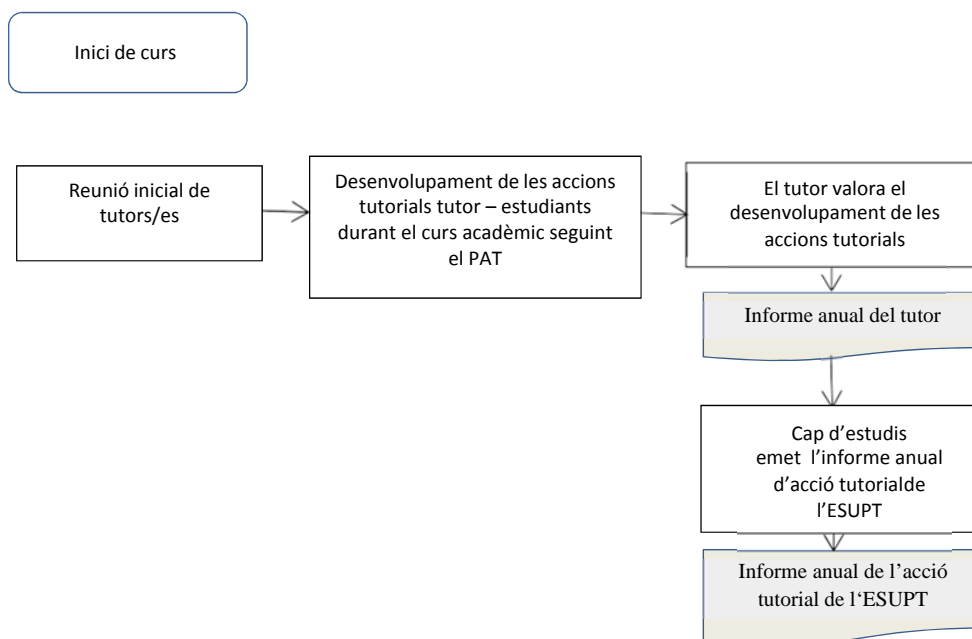 Inici de curs
Reunió inicial de
tutors/es
Desenvolupament de les accions
tutorials tutor – estudiants
durant el curs acadèmic seguint
el PAT
El tutor valora el
desenvolupament de les
accions tutorials
Informe anual del tutor
Cap d’estudis
emet  l’informe anual
d’acció tutorialde
l’ESUPT
Informe anual de l’acció
tutorial de l‘ESUPT